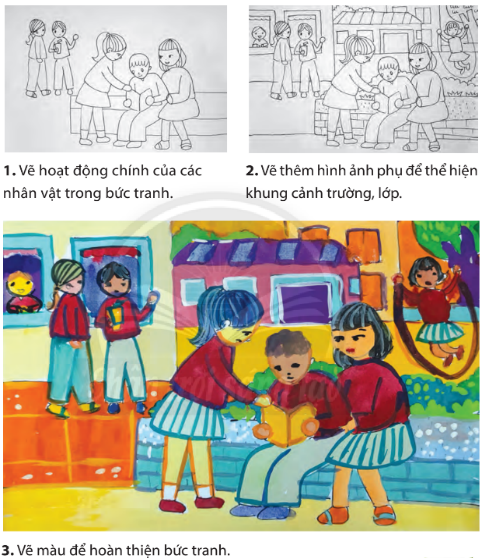 1. Vẽ hoạt động chính của các
nhân vật trong bức tranh.
2. Vẽ thêm hình ảnh phụ để thể hiện
khung cảnh trường, lớp.
3. Vẽ màu để hoàn thiện bức tranh.